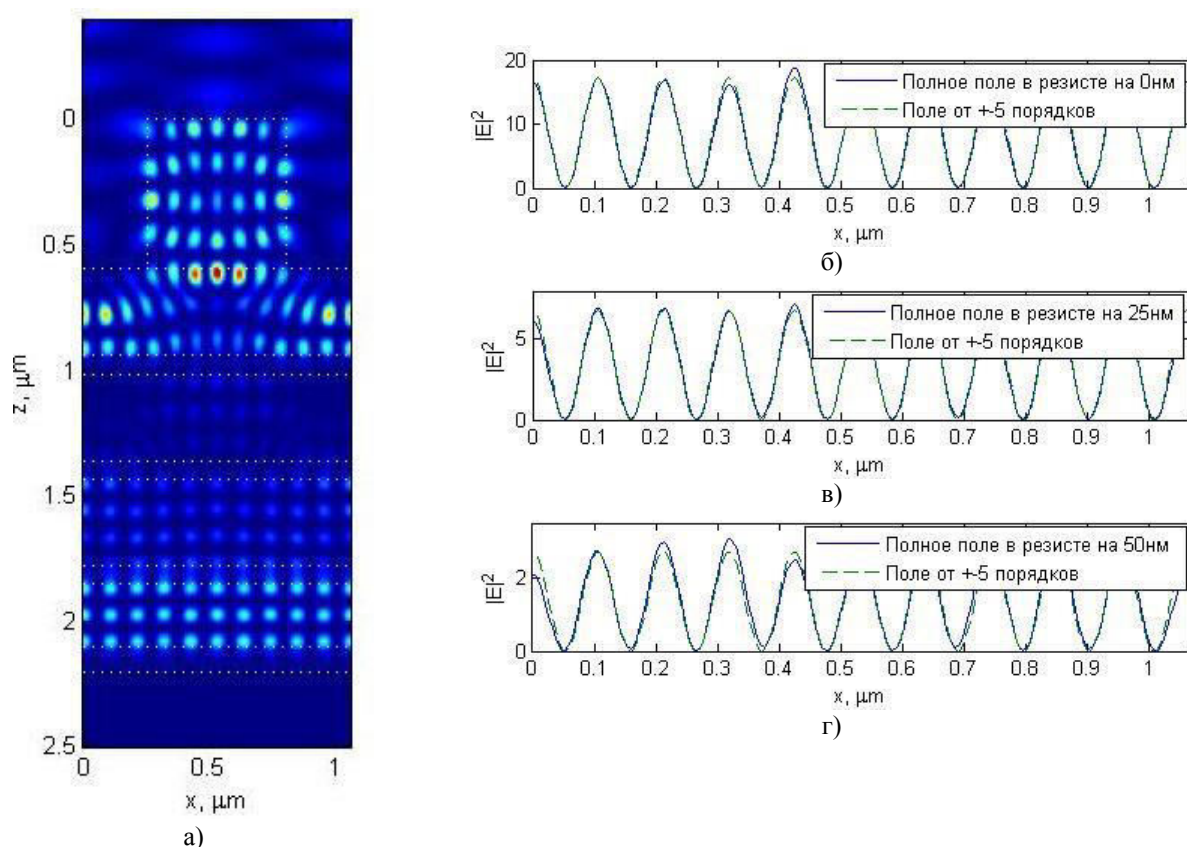 0
0.5
1
1.5
2
2.5
z, µm
0 0.5 1
x, µm
а)
20
10
0
|E|²
Полное поле в резисте на 0нм
Поле от +-5 порядков
0 0.1 0.2 0.3 0.4 0.5 0.6 0.7 0.8 0.9 1
x, µm
б)
5
0
|E|²
Полное поле в резисте на 25нм
Поле от +-5 порядков
0 0.1 0.2 0.3 0.4 0.5 0.6 0.7 0.8 0.9 1
x, µm
в)
2
0
|E|²
Полное поле в резисте на 50нм
Поле от +-5 порядков
0 0.1 0.2 0.3 0.4 0.5 0.6 0.7 0.8 0.9 1
x, µm
г)